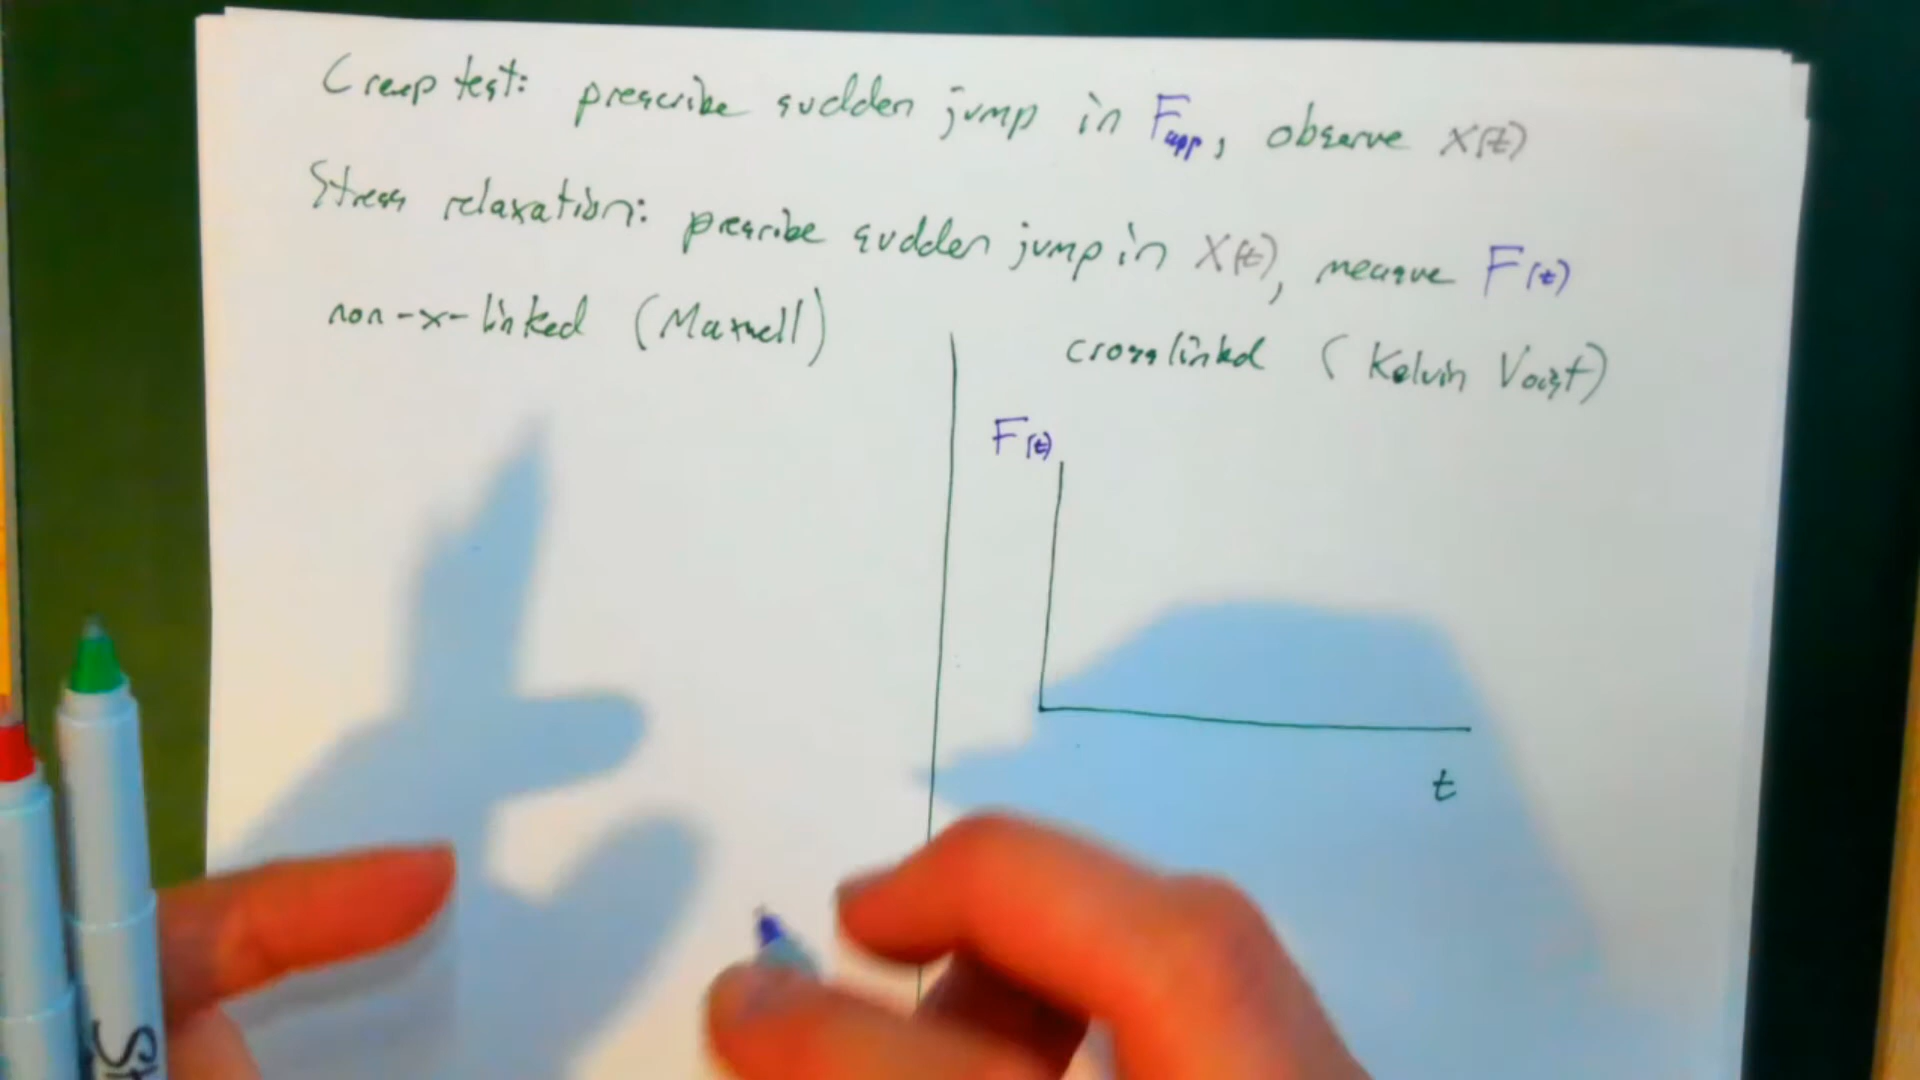 Creep test: prescribe sudden jump in Fapp, observe x(t)
Stress relaxation: prescribe sudden jump in x(t), measure F(t)
non-x-linked (Maxwell)
crosslinked (Kelvin Voigt)
F(t)
t